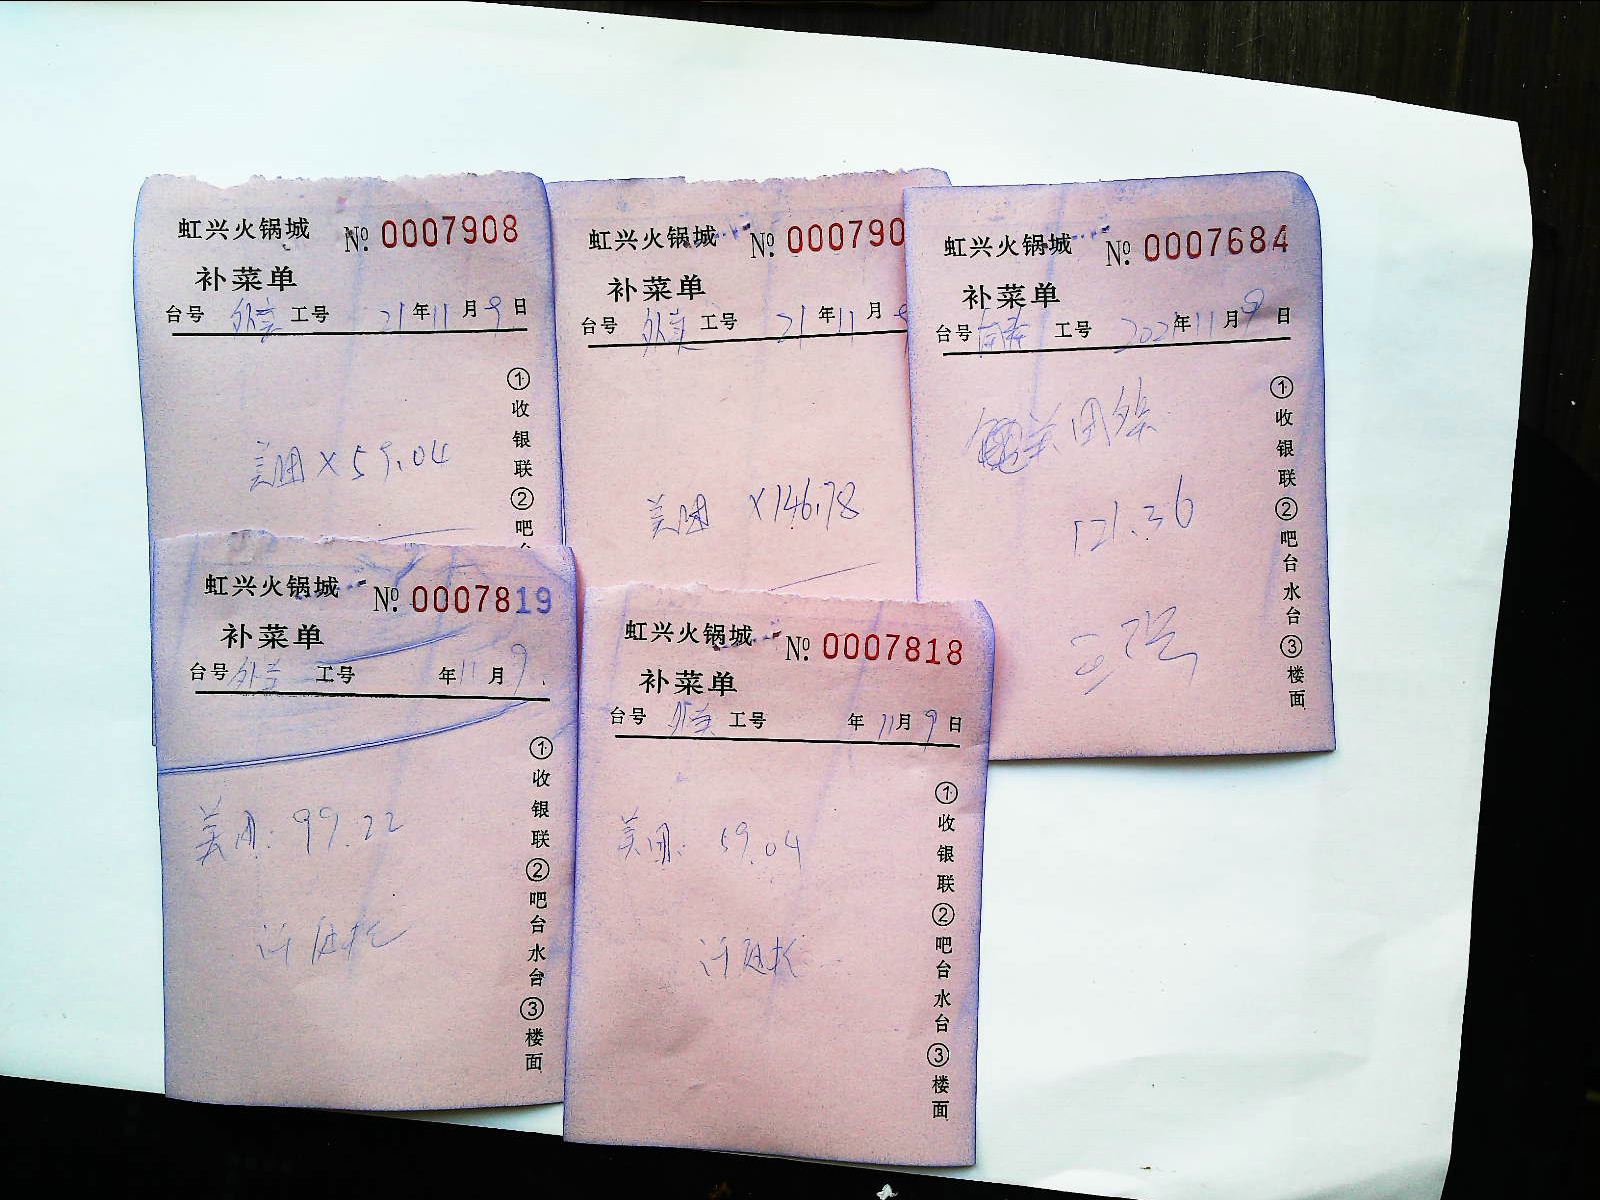 虹兴火锅城 № 0007908
补菜单
台号 外卖 工号 21年11月9日
美团 X 59.04
①收银联②吧台
虹兴火锅城 № 000790
补菜单
台号 外卖 工号 21年11月9
美团 X146.78
虹兴火锅城 № 0007684
补菜单
台号 工号 2021年11月9日
美团外卖
121.36
①收银联②吧台水台③楼面
虹兴火锅城 № 0007819
补菜单
台号 外卖 工号 年11月9
美团: 99.22
①收银联②吧台水台③楼面
虹兴火锅城 № 0007818
补菜单
台号 外卖 工号 年11月9日
美团: 59.04
①收银联②吧台水台③楼面